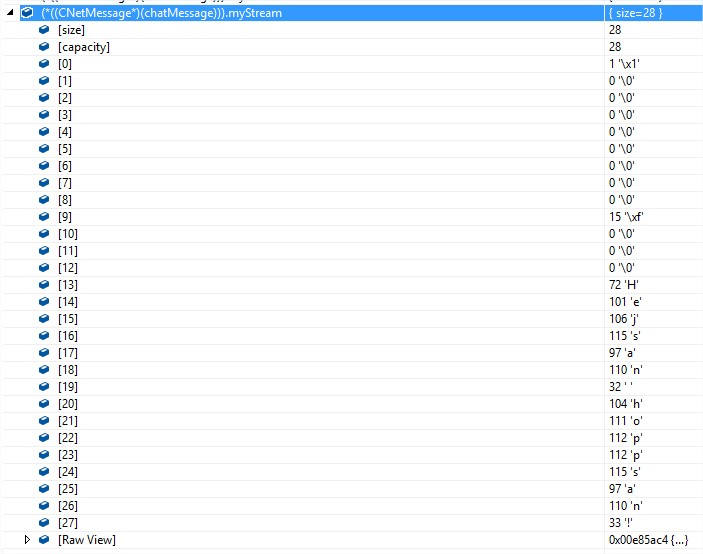 (*((CNetMessage*)(chatMessage))).myStream { size=28 }
[size] 28
[capacity] 28
[0] 1 '\x1'
[1] 0 '\0'
[2] 0 '\0'
[3] 0 '\0'
[4] 0 '\0'
[5] 0 '\0'
[6] 0 '\0'
[7] 0 '\0'
[8] 0 '\0'
[9] 15 '\xf'
[10] 0 '\0'
[11] 0 '\0'
[12] 0 '\0'
[13] 72 'H'
[14] 101 'e'
[15] 106 'j'
[16] 115 's'
[17] 97 'a'
[18] 110 'n'
[19] 32 ' '
[20] 104 'h'
[21] 111 'o'
[22] 112 'p'
[23] 112 'p'
[24] 115 's'
[25] 97 'a'
[26] 110 'n'
[27] 33 '!'
[Raw View] 0x00e85ac4 {...}